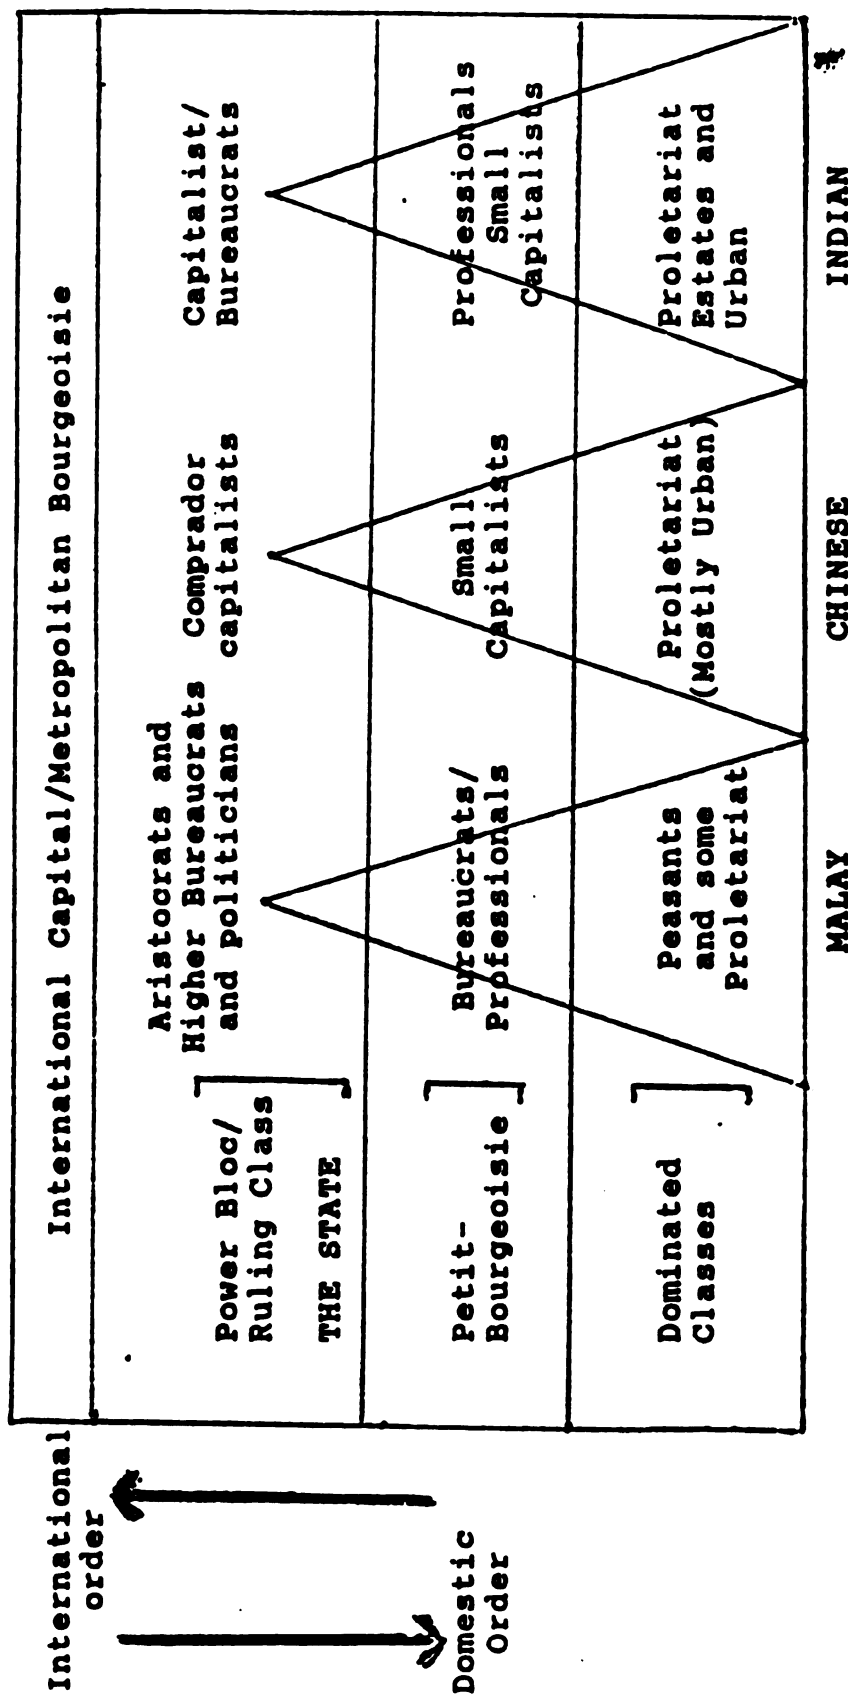 International
order
Domestic
Order
International Capital/Metropolitan Bourgeoisie
Power Bloc/
Ruling Class
THE STATE
Aristocrats and
Higher Bureaucrats
and politicians
Comprador
capitalists
Capitalist/
Bureaucrats
Petit-
Bourgeoisie
Bureaucrats/
Professionals
Small
Capitalists
Professionals
Small
Capitalists
Dominated
Classes
Peasants
and some
Proletariat
Proletariat
(Mostly Urban)
Proletariat
Estates and
Urban
MALAY
CHINESE
INDIAN